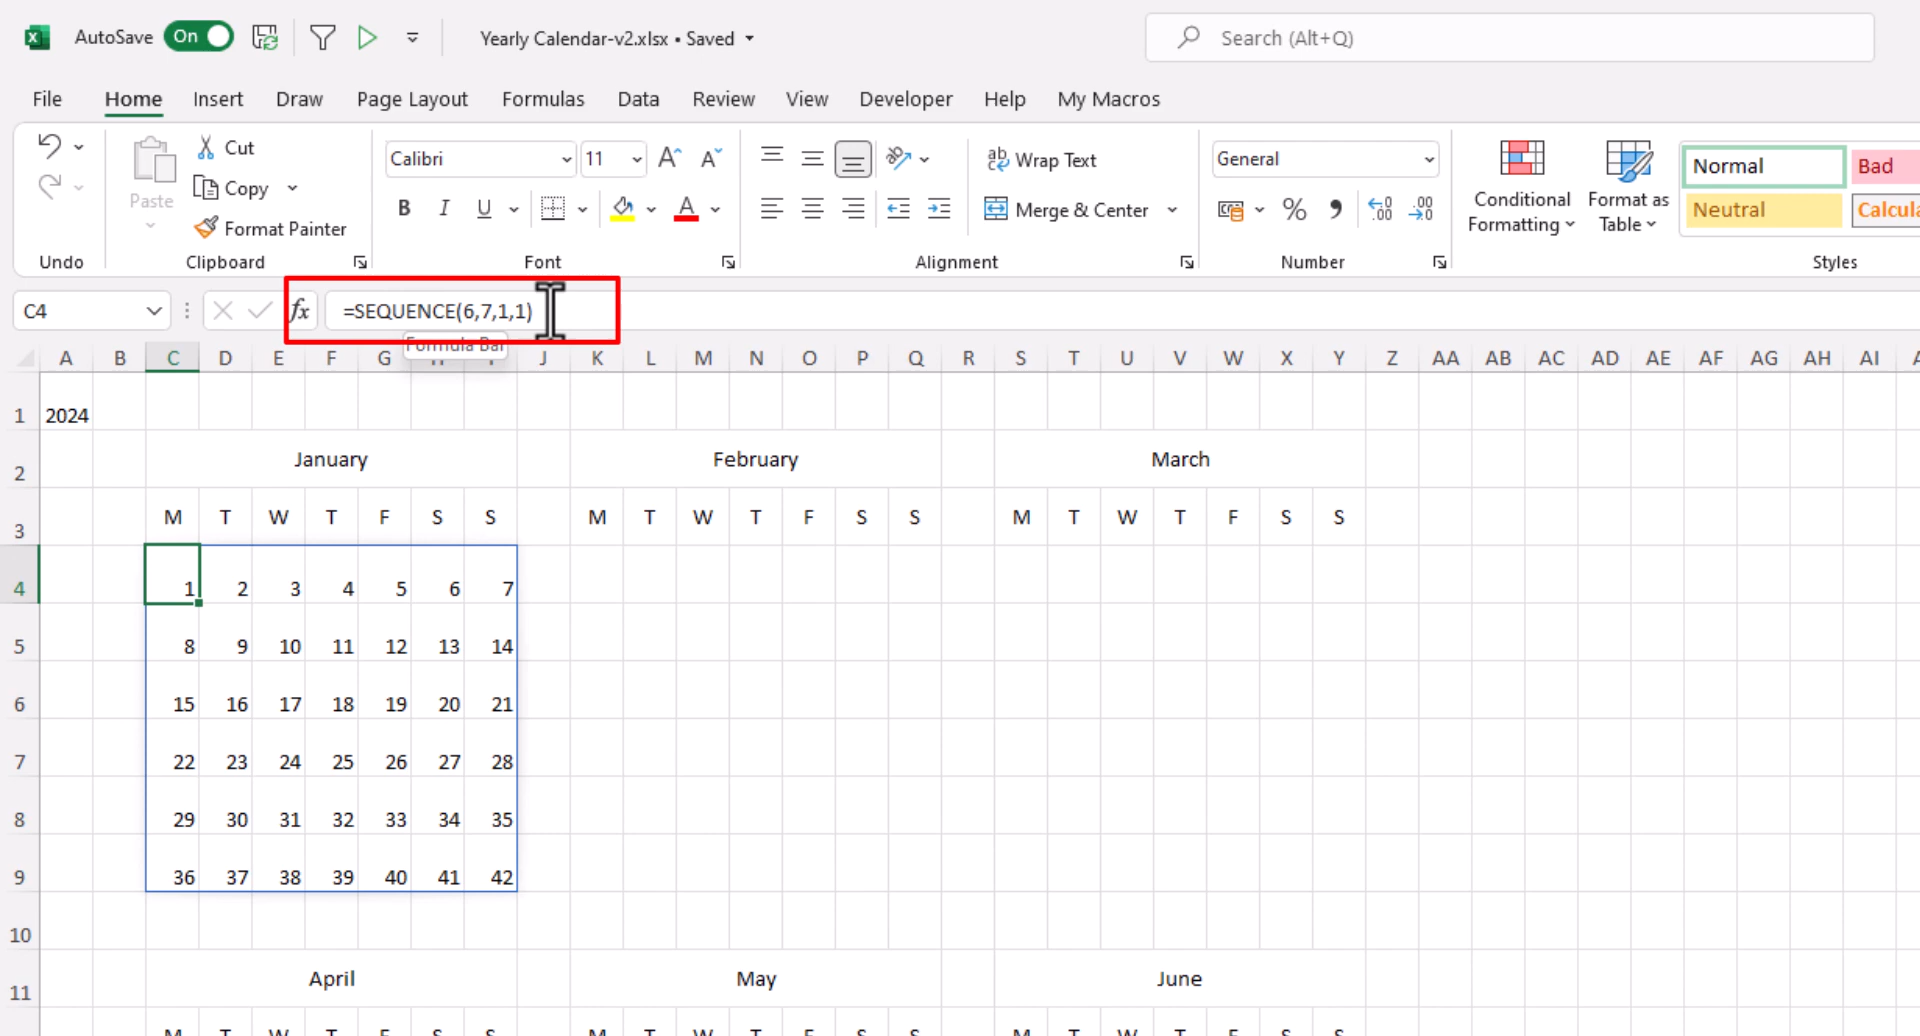 AutoSave On Yearly Calendar-v2.xlsx • Saved Search (Alt+Q)
File Home Insert Draw Page Layout Formulas Data Review View Developer Help My Macros
Cut
Copy
Format Painter
Paste
Undo Clipboard
Calibri 11
B I U A
Font
ab Wrap Text
Merge & Center
Alignment
General
% 9 .00 .00
Number
Conditional Formatting
Format as Table
Normal Bad
Neutral
Styles
C4 fx =SEQUENCE(6,7,1,1)
A B C D E F G J K L M N O P Q R S T U V W X Y Z AA AB AC AD AE AF AG AH AI
1 2024
2 January February March
3 M T W T F S S M T W T F S S M T W T F S S
4 1 2 3 4 5 6 7
5 8 9 10 11 12 13 14
6 15 16 17 18 19 20 21
7 22 23 24 25 26 27 28
8 29 30 31 32 33 34 35
9 36 37 38 39 40 41 42
10
11 April May June
M T W T F S S M T W T F S S M T W T F S S